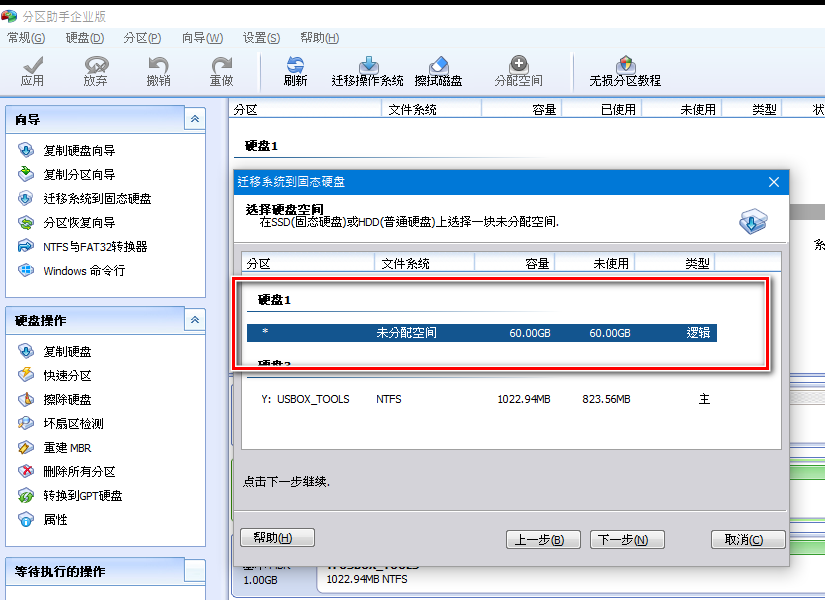 分区助手企业版
常规(G) 硬盘(D) 分区(P) 向导(W) 设置(S) 帮助(H)
应用 放弃 撤销 重做 刷新 迁移操作系统 擦拭磁盘 分配空间 无损分区教程
向导
复制硬盘向导
复制分区向导
迁移系统到固态硬盘
分区恢复向导
NTFS与FAT32转换器
Windows 命令行
硬盘操作
复制硬盘
快速分区
擦除硬盘
坏扇区检测
重建 MBR
删除所有分区
转换到GPT硬盘
属性
等待执行的操作
分区 文件系统 容量 已使用 未使用 类型 状
硬盘1
系
迁移系统到固态硬盘
选择硬盘空间
在SSD(固态硬盘)或HDD(普通硬盘)上选择一块未分配空间.
分区 文件系统 容量 未使用 类型
硬盘1
* 未分配空间 60.00GB 60.00GB 逻辑
硬盘2
Y: USBOX_TOOLS NTFS 1022.94MB 823.56MB 主
点击下一步继续.
帮助(H) 上一步(B) 下一步(N) 取消(C)
基本 MBR Y: USBOX_TOOLS
1.00GB 1022.94MB NTFS